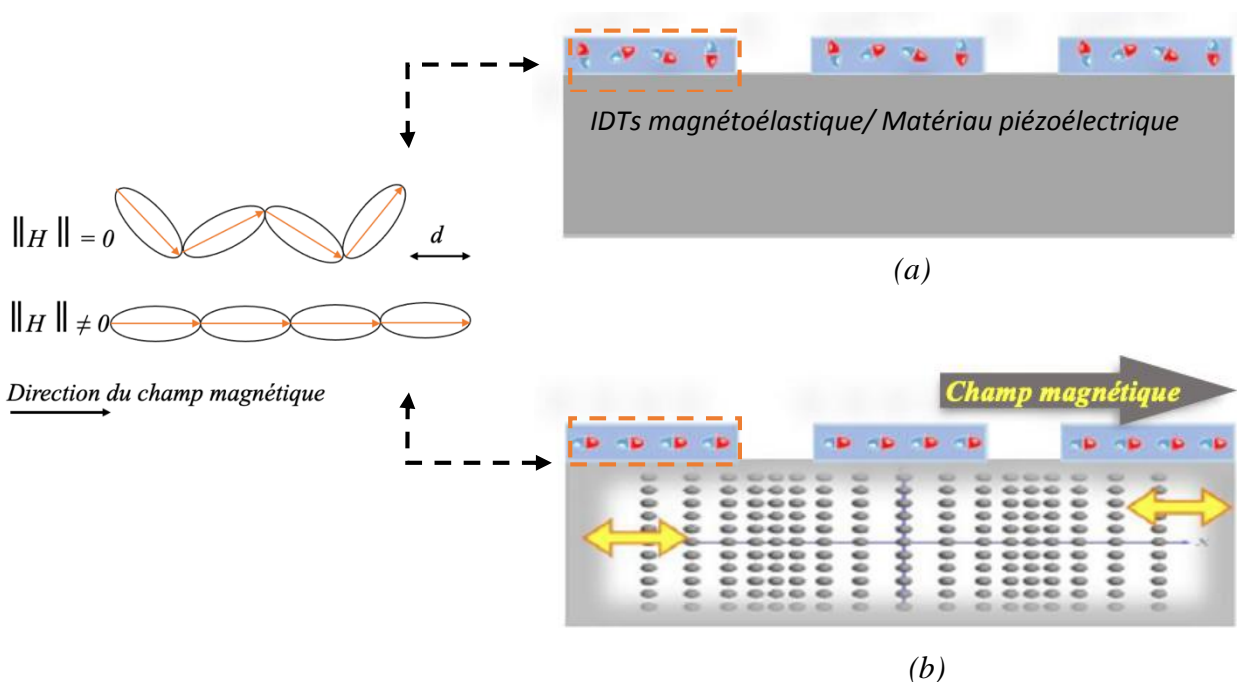 IDTs magnétoélastique/ Matériau piézoélectrique
(a)
‖H ‖ = 0
d
‖H ‖ ≠ 0
Direction du champ magnétique
Champ magnétique
x
(b)